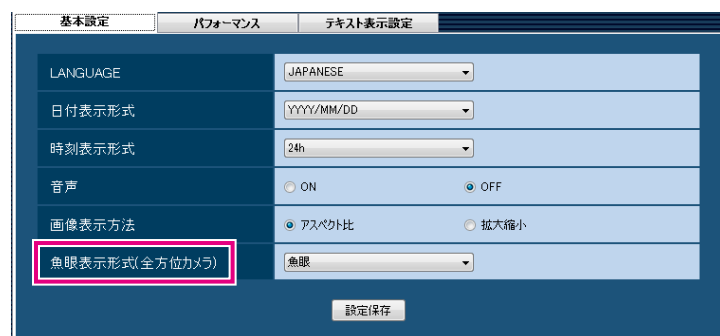 基本設定 パフォーマンス テキスト表示設定
LANGUAGE JAPANESE
日付表示形式 YYYY/MM/DD
時刻表示形式 24h
音声 ON OFF
画像表示方法 アスペクト比 拡大縮小
魚眼表示形式(全方位カメラ) 魚眼
設定保存